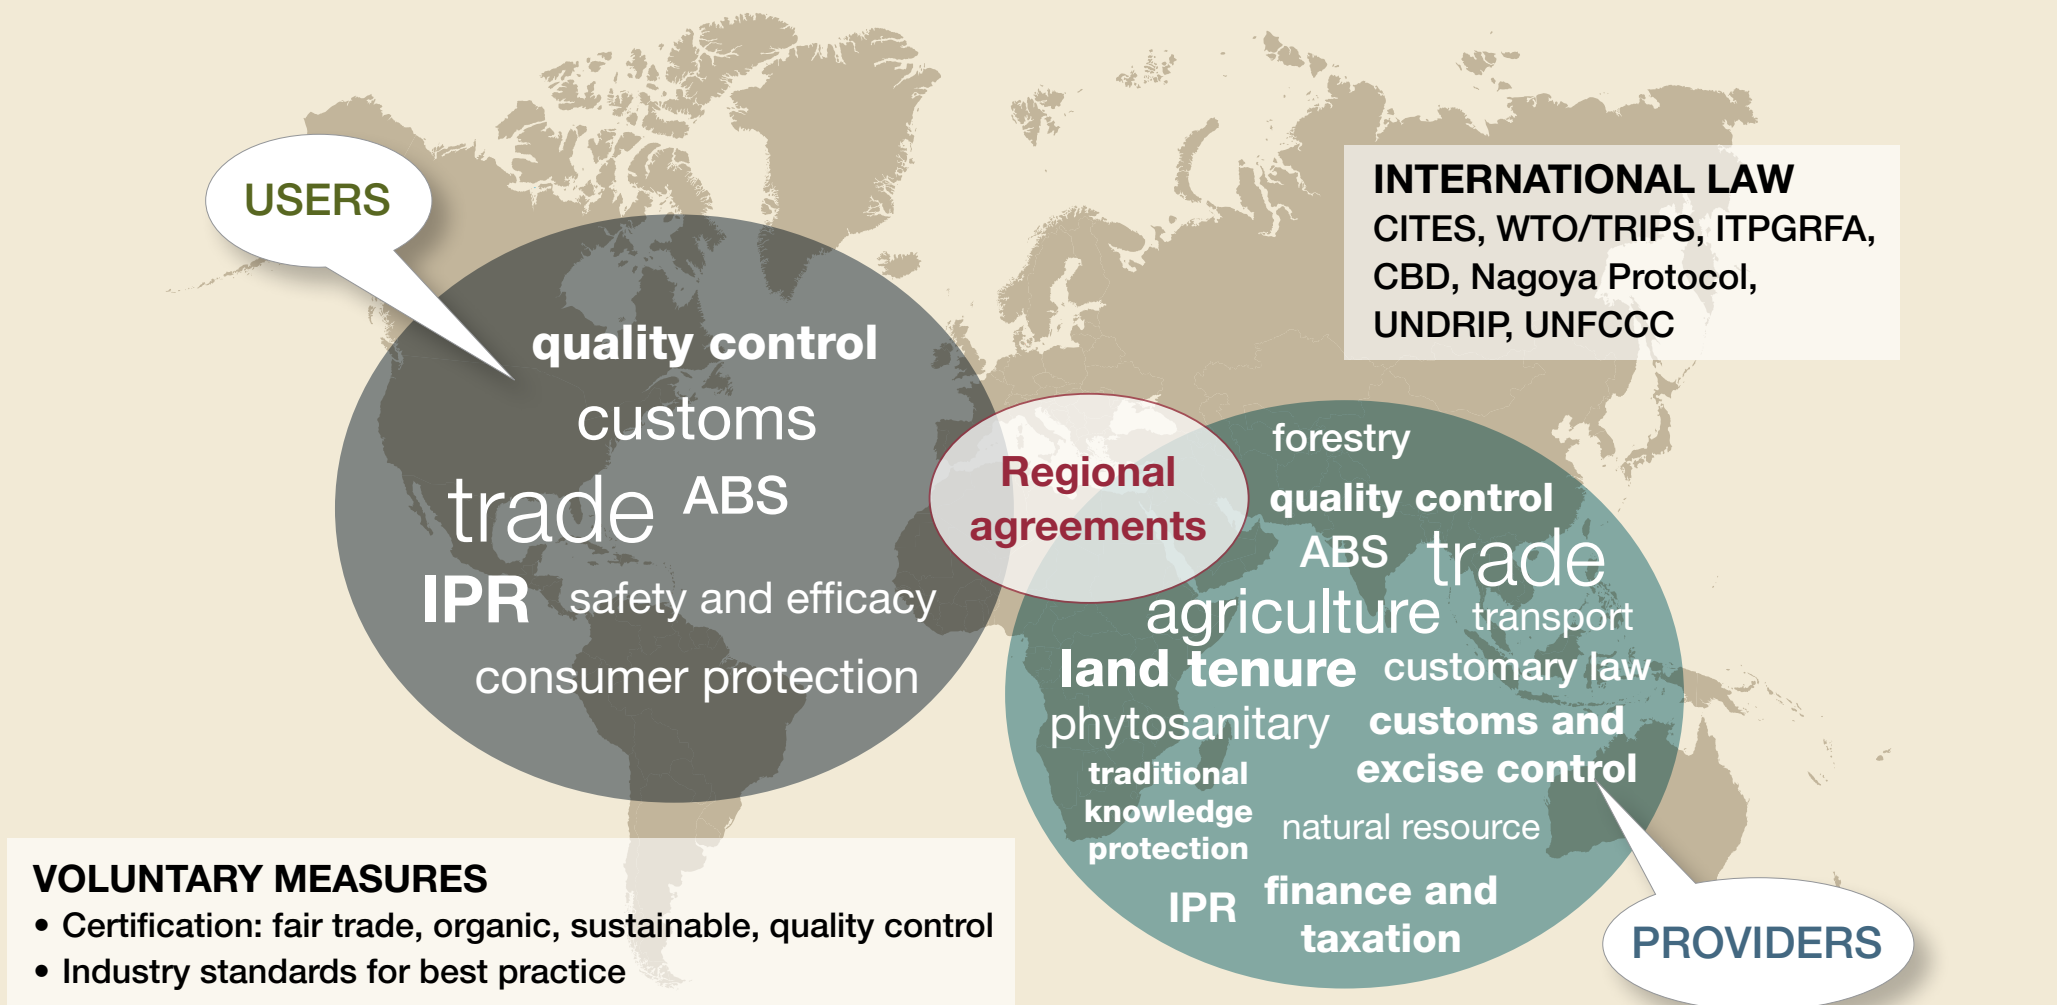 USERS
quality control
customs
trade ABS
IPR safety and efficacy
consumer protection
INTERNATIONAL LAW
CITES, WTO/TRIPS, ITPGRFA,
CBD, Nagoya Protocol,
UNDRIP, UNFCCC
Regional
agreements
forestry
quality control
ABS trade
agriculture transport
land tenure customary law
phytosanitary
customs and
excise control
traditional
knowledge
protection
natural resource
IPR
finance and
taxation
PROVIDERS
VOLUNTARY MEASURES
• Certification: fair trade, organic, sustainable, quality control
• Industry standards for best practice